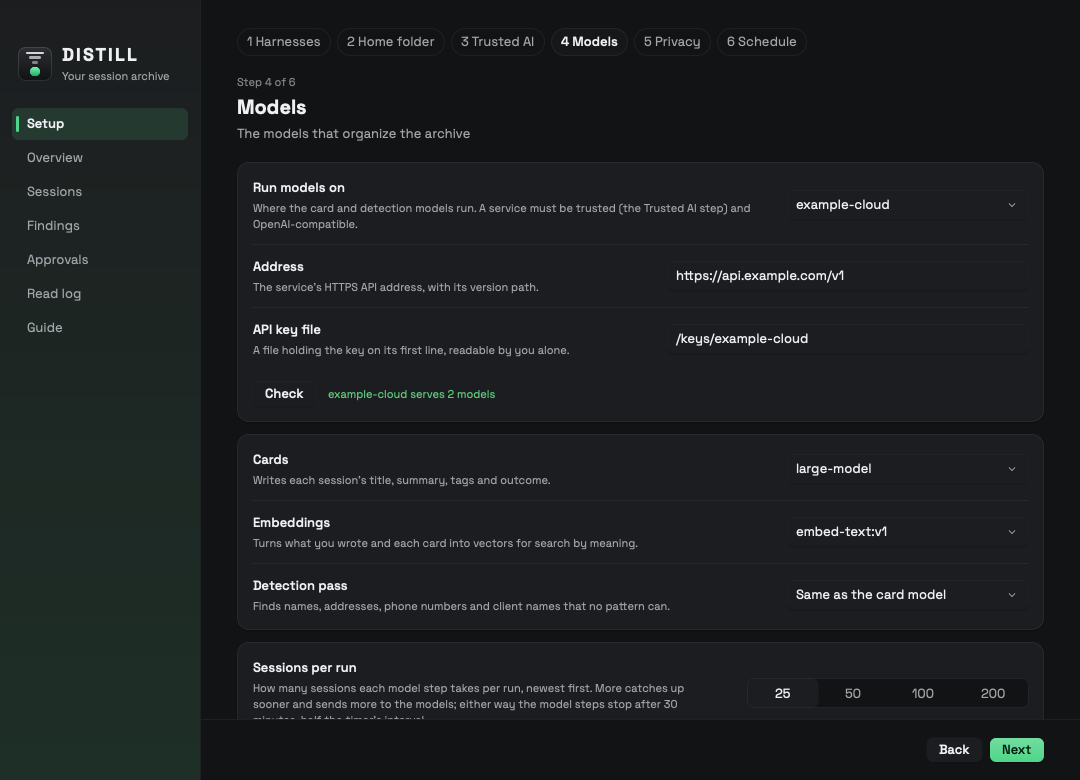 DISTILL
Your session archive
Setup
Overview
Sessions
Findings
Approvals
Read log
Guide
1 Harnesses
2 Home folder
3 Trusted AI
4 Models
5 Privacy
6 Schedule
Step 4 of 6
Models
The models that organize the archive
Run models on
Where the card and detection models run. A service must be trusted (the Trusted AI step) and
OpenAI-compatible.
example-cloud
Address
The service's HTTPS API address, with its version path.
https://api.example.com/v1
API key file
A file holding the key on its first line, readable by you alone.
/keys/example-cloud
Check
example-cloud serves 2 models
Cards
Writes each session's title, summary, tags and outcome.
large-model
Embeddings
Turns what you wrote and each card into vectors for search by meaning.
embed-text:v1
Detection pass
Finds names, addresses, phone numbers and client names that no pattern can.
Same as the card model
Sessions per run
How many sessions each model step takes per run, newest first. More catches up
sooner and sends more to the models; either way the model steps stop after 30
minutes, half the timer's interval.
25
50
100
200
Back
Next